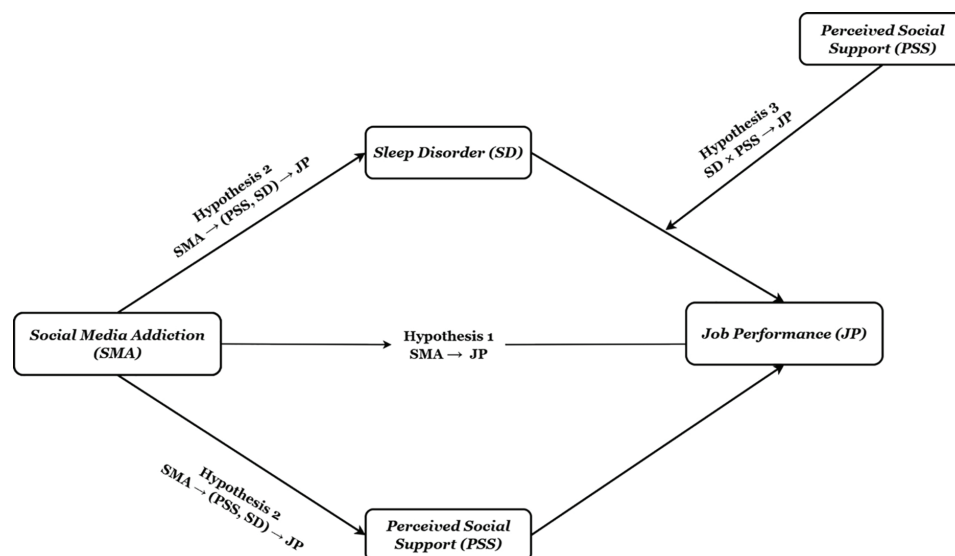 Perceived Social
Support (PSS)
Hypothesis 3
SD × PSS → JP
Sleep Disorder (SD)
Hypothesis 2
SMA → (PSS, SD) → JP
Social Media Addiction
(SMA)
Hypothesis 1
SMA → JP
Job Performance (JP)
Hypothesis 2
SMA → (PSS, SD) → JP
Perceived Social
Support (PSS)